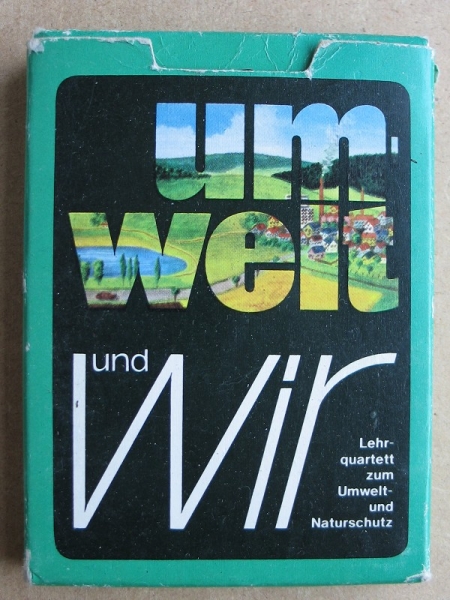 um
welt
und
Wir
Lehr-
quartett
zum
Umwelt-
und
Naturschutz